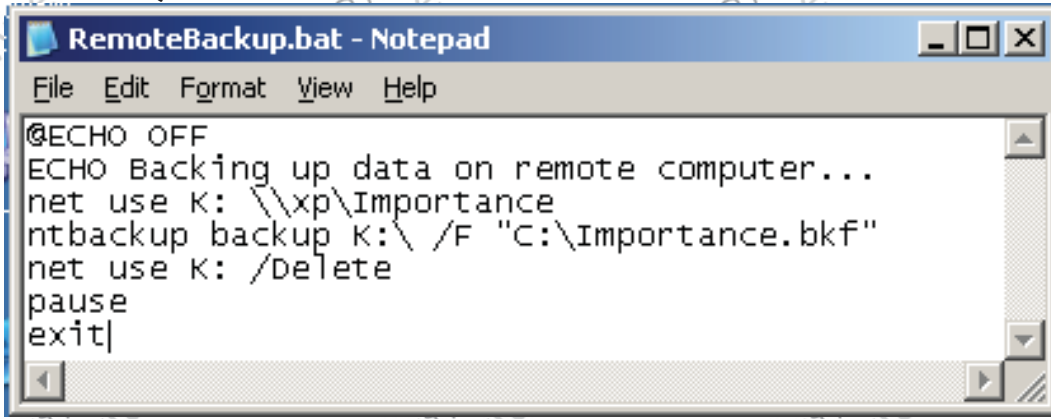 RemoteBackup.bat - Notepad
File Edit Format View Help
@ECHO OFF
ECHO Backing up data on remote computer...
net use K: \\xp\Importance
ntbackup backup K:\ /F "C:\Importance.bkf"
net use K: /Delete
pause
exit